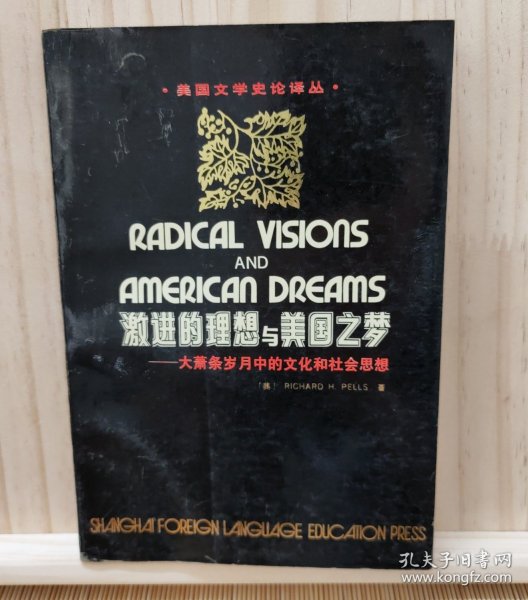 ·美国文学史论译丛·
RADICAL VISIONS
AND
AMERICAN DREAMS
激进的理想与美国之梦
——大萧条岁月中的文化和社会思想
[美] RICHARD H. PELLS 著
SHANGHAI FOREIGN LANGUAGE EDUCATION PRESS
孔夫子旧书网
www.kongfz.com